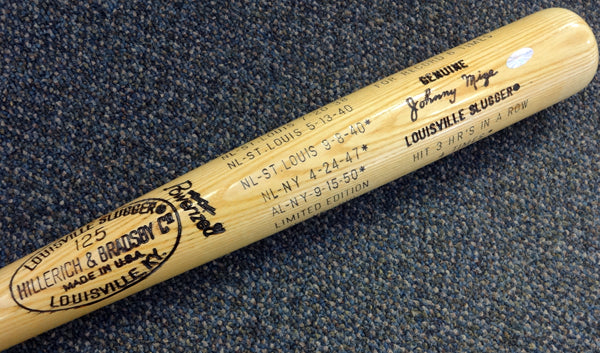 LOUISVILLE SLUGGER®
125
HILLERICH & BRADSBY Cº
MADE IN U.S.A.
LOUISVILLE, KY.
Powerized
NL-ST.LOUIS 5-13-40
NL-ST.LOUIS 9-8-40*
NL-NY 4-24-47*
AL-NY-9-15-50*
LIMITED EDITION
GENUINE
Johnny Mize
LOUISVILLE SLUGGER®
HIT 3 HR'S IN A ROW